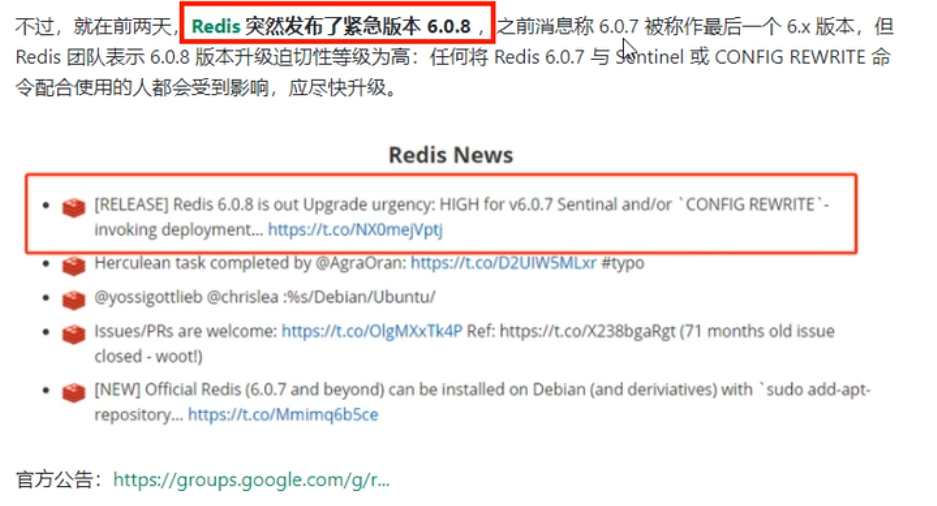 不过，就在前两天，Redis 突然发布了紧急版本 6.0.8 ，之前消息称 6.0.7 被称作最后一个 6.x 版本，但
Redis 团队表示 6.0.8 版本升级迫切性等级为高：任何将 Redis 6.0.7 与 Sentinel 或 CONFIG REWRITE 命
令配合使用的人都会受到影响，应尽快升级。
Redis News
[RELEASE] Redis 6.0.8 is out Upgrade urgency: HIGH for v6.0.7 Sentinal and/or `CONFIG REWRITE`-
invoking deployment... https://t.co/NX0mejVptj
Herculean task completed by @AgraOran: https://t.co/D2UIW5MLxr #typo
@yossigottlieb @chrislea :%s/Debian/Ubuntu/
Issues/PRs are welcome: https://t.co/OlgMXxTk4P Ref: https://t.co/X238bgaRgt (71 months old issue
closed - woot!)
[NEW] Official Redis (6.0.7 and beyond) can be installed on Debian (and deriviatives) with `sudo add-apt-
repository... https://t.co/Mmimq6b5ce
官方公告：https://groups.google.com/g/r...